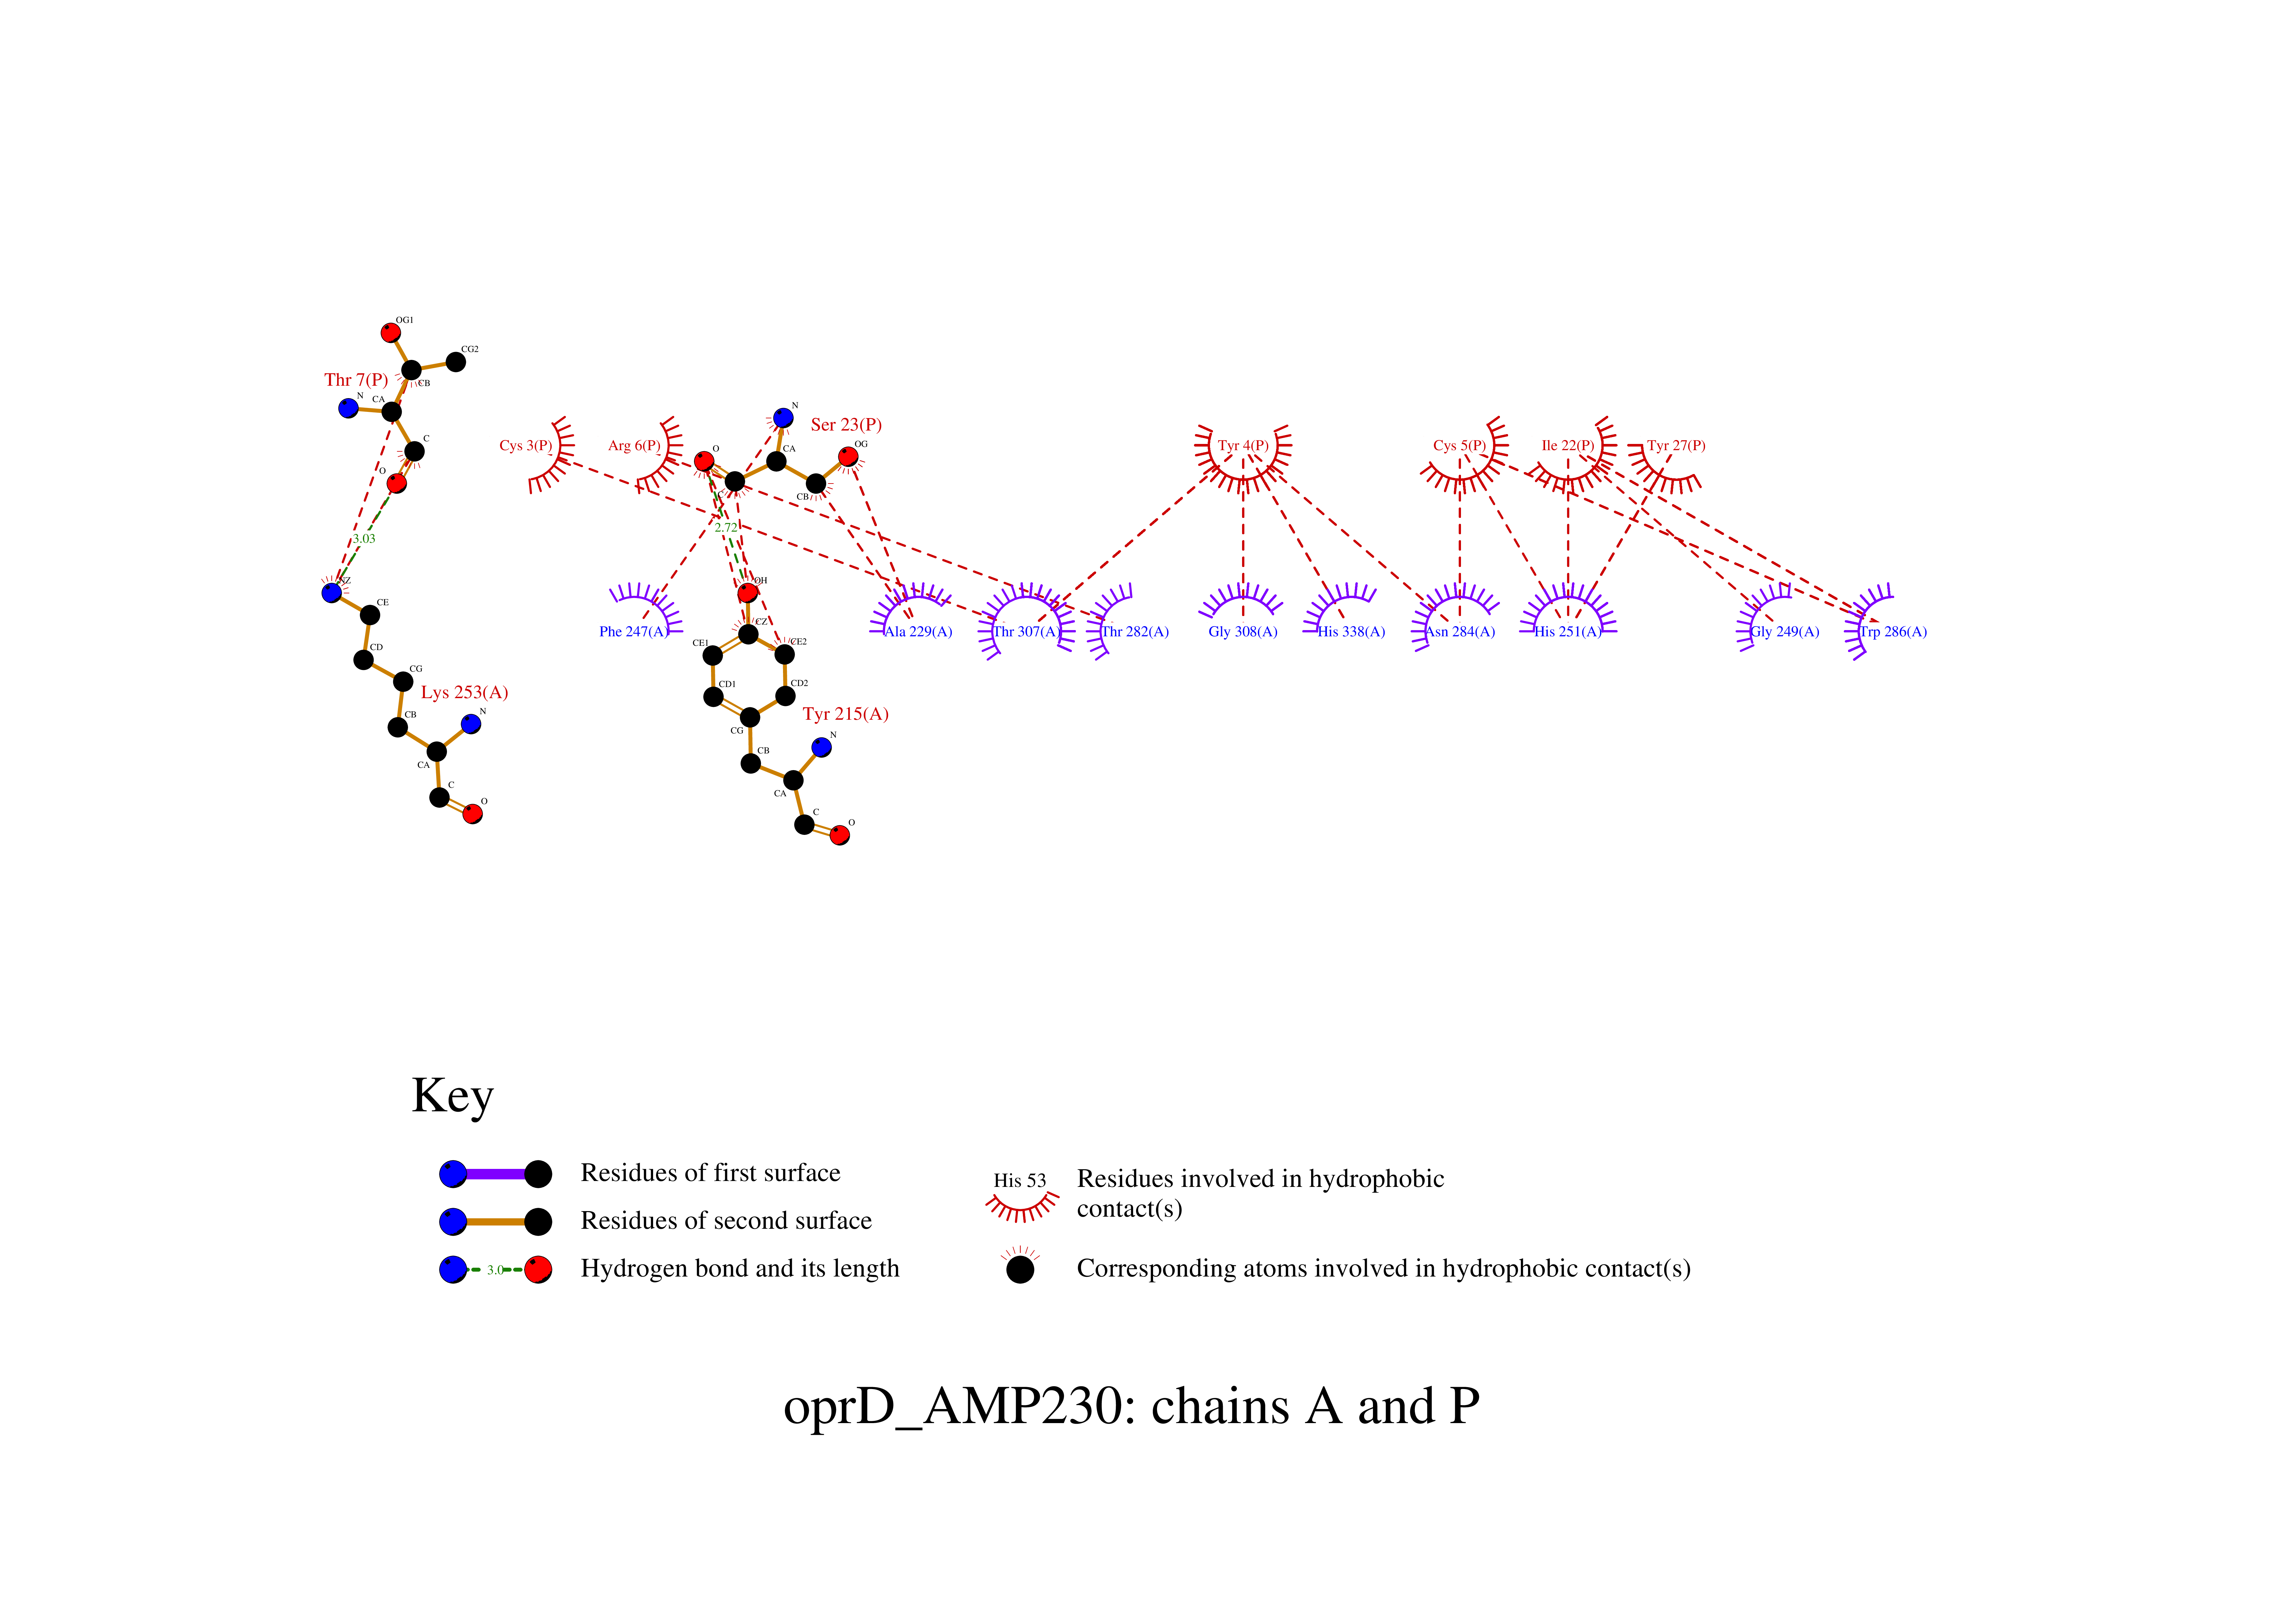 OG1
CG2
CB
Thr 7(P)
N
CA
C
O
3.03
NZ
CE
CD
CG
Lys 253(A)
CB
N
CA
C
O
Cys 3(P)
Arg 6(P)
N
Ser 23(P)
O
CA
OG
C
CB
2.72
OH
CZ
CE1
CE2
CD1
CD2
CG
Tyr 215(A)
N
CB
CA
C
O
Tyr 4(P)
Cys 5(P)
Ile 22(P)
Tyr 27(P)
Phe 247(A)
Ala 229(A)
Thr 307(A)
Thr 282(A)
Gly 308(A)
His 338(A)
Asn 284(A)
His 251(A)
Gly 249(A)
Trp 286(A)
Key
Residues of first surface
Residues of second surface
3.0
Hydrogen bond and its length
His 53
Residues involved in hydrophobic
contact(s)
Corresponding atoms involved in hydrophobic contact(s)
oprD_AMP230: chains A and P